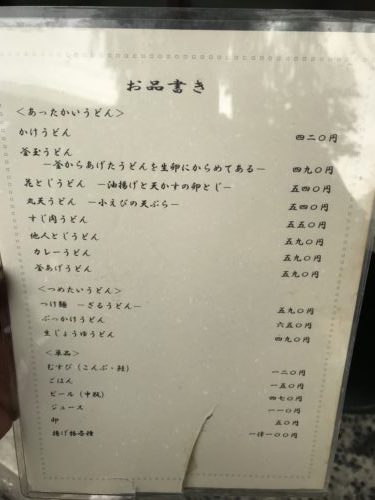 お品書き
＜あったかいうどん＞
かけうどん 四二〇円
釜玉うどん
－釜からあげたうどんを生卵にからめてある－ 四九〇円
花とじうどん －油揚げと天かすの卵とじ－ 五四〇円
丸天うどん －小えびの天ぷら－ 五四〇円
すじ肉うどん 五五〇円
他人とじうどん 五九〇円
カレーうどん 五九〇円
釜あげうどん 五九〇円
＜つめたいうどん＞
つけ麺 －ざるうどん－ 五九〇円
ぶっかけうどん 六五〇円
生じょうゆうどん 四九〇円
＜単品＞
むすび（こんぶ・鮭） 一二〇円
ごはん 一五〇円
ビール（中瓶） 四七〇円
ジュース 一一〇円
卵 五〇円
揚げ物各種 一律一〇〇円